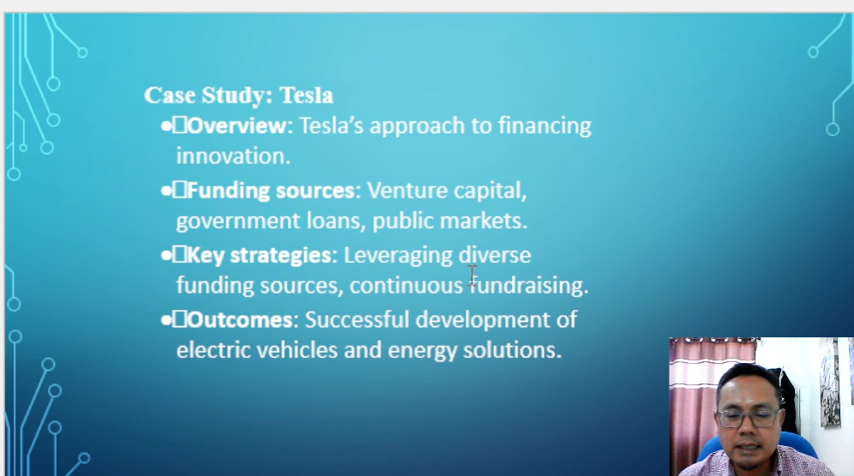 Case Study: Tesla
•□Overview: Tesla’s approach to financing
innovation.
•□Funding sources: Venture capital,
government loans, public markets.
•□Key strategies: Leveraging diverse
funding sources, continuous fundraising.
•□Outcomes: Successful development of
electric vehicles and energy solutions.